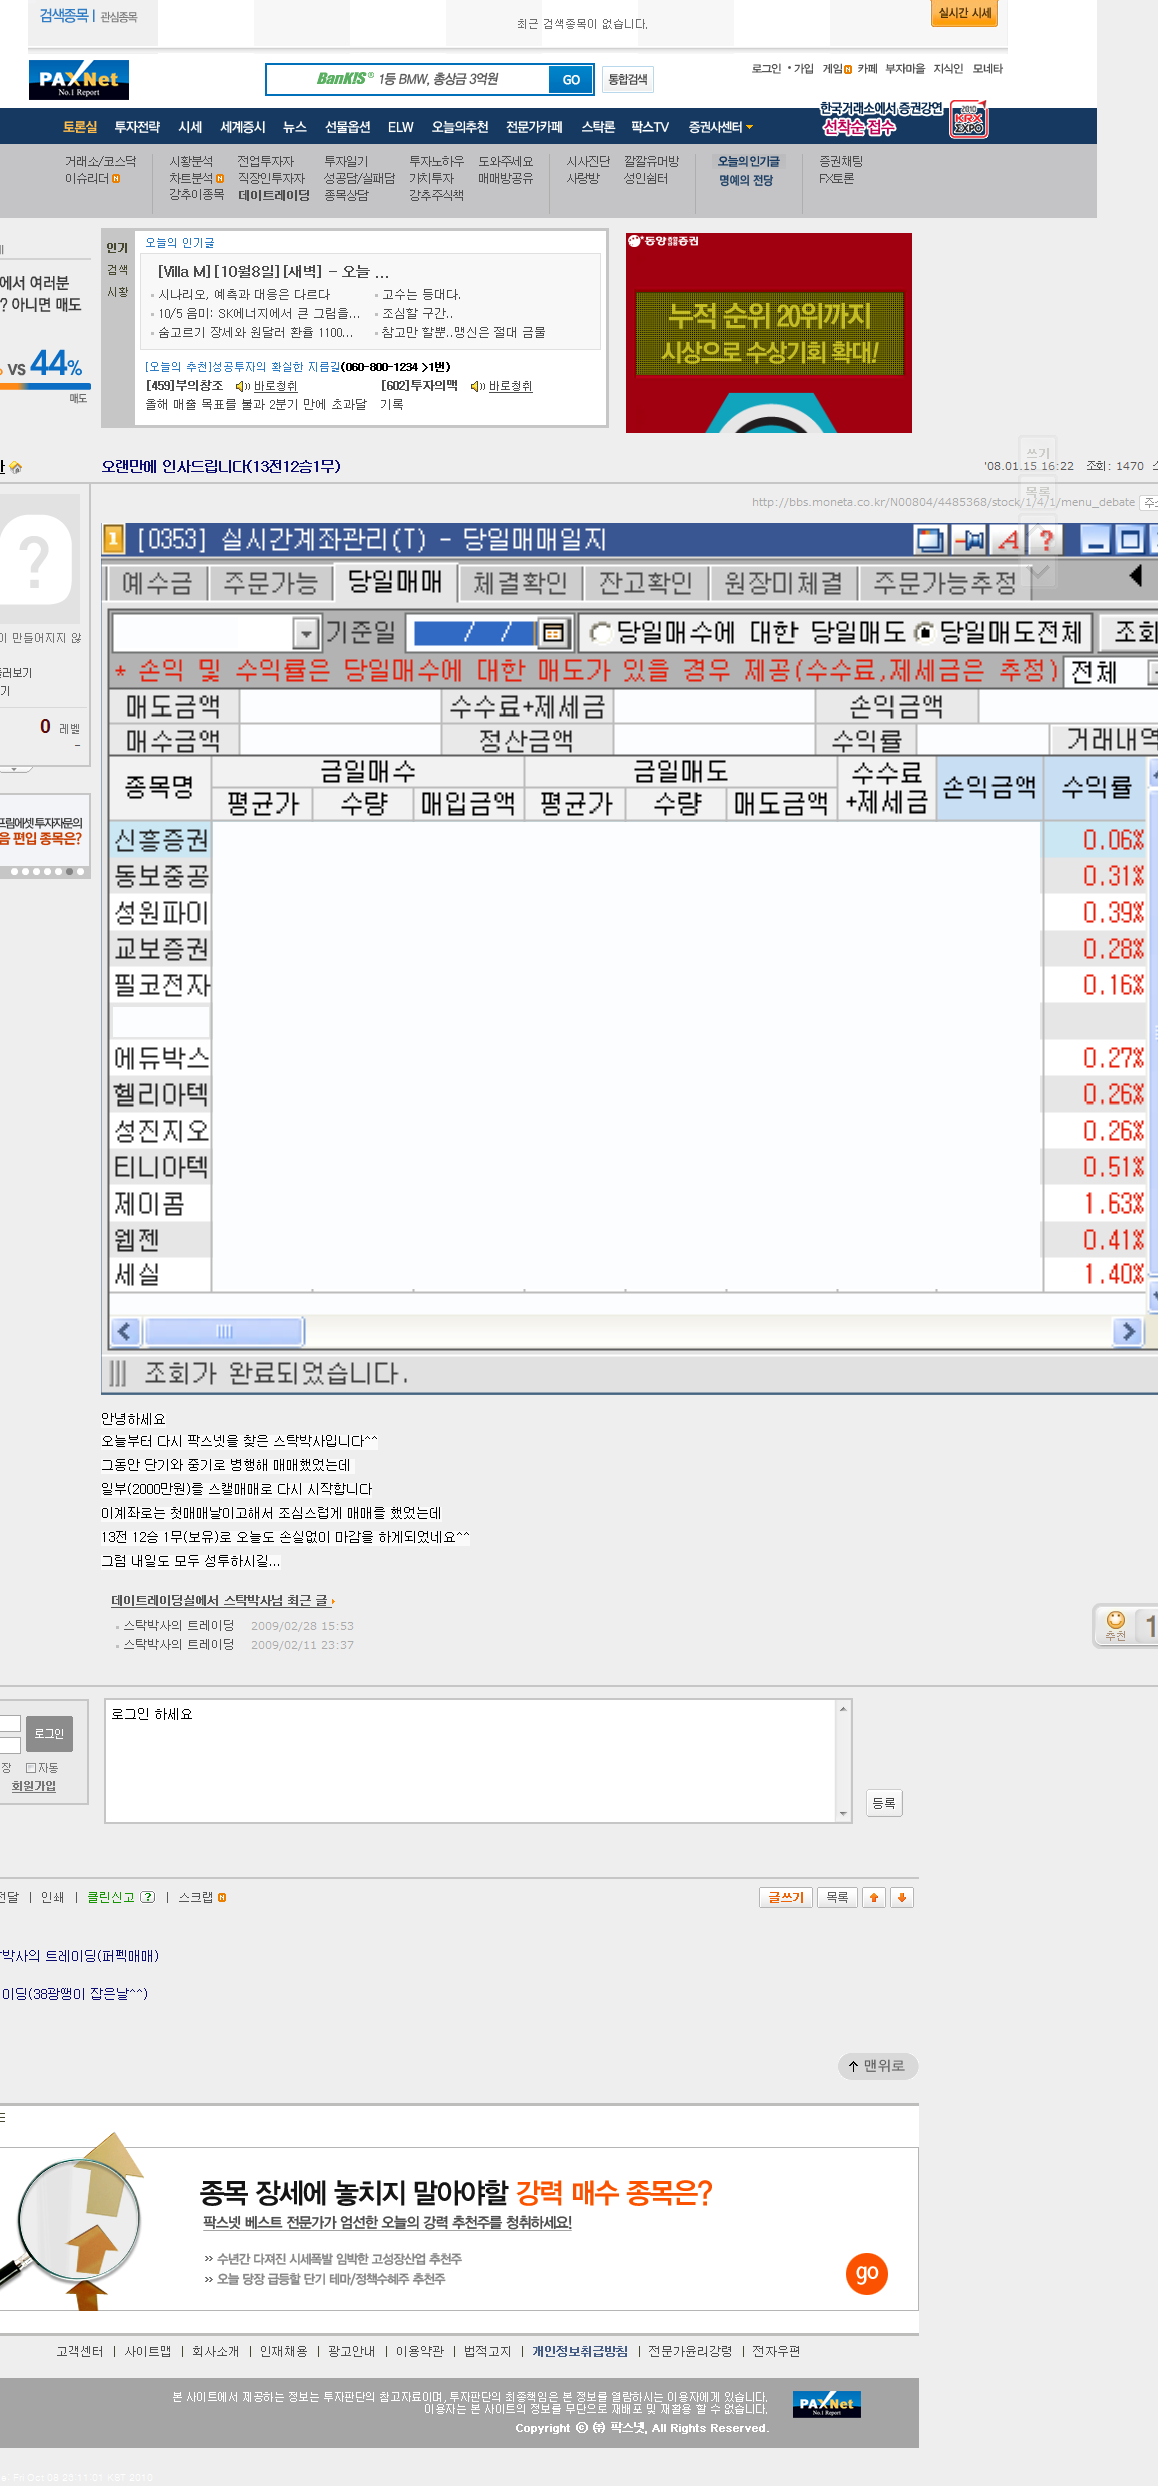 검색종목 | 관심종목
최근 검색종목이 없습니다.
실시간 시세
PAXNet
No.1 Report
BanKIS® 1등 BMW, 총상금 3억원
GO
통합검색
로그인 • 가입 게임 N 카페 부자마을 지식인 모네타
한국거래소에서 증권강연
선착순 접수
2010 KRX EXPO
토론실 투자전략 시세 세계증시 뉴스 선물옵션 ELW 오늘의추천 전문가카페 스탁론 팍스TV 증권사센터
거래소/코스닥 시황분석 전업투자자 투자일기 투자노하우 도와주세요 시사진단 깔깔유머방 오늘의 인기글 증권채팅
이슈리더 N 차트분석 N 직장인투자자 성공담/실패담 가치투자 매매방공유 사랑방 성인쉼터 명예의 전당 FX토론
강추이종목 데이트레이딩 종목상담 강추주식책
에서 여러분
? 아니면 매도
vs 44%
매도
인기
검색
시황
오늘의 인기글
[Villa M][10월8일][새벽] - 오늘 ...
시나리오, 예측과 대응은 다르다
고수는 등대다.
10/5 음미: SK에너지에서 큰 그림을...
조심할 구간..
숨고르기 장세와 원달러 환율 1100...
참고만 할뿐..맹신은 절대 금물
[오늘의 추천]성공투자의 확실한 지름길(060-800-1234 >1번)
[459]부의창조 바로청취
[602]투자의맥 바로청취
올해 매출 목표를 불과 2분기 만에 초과달 기록
동양종합금융증권
누적 순위 20위까지
시상으로 수상기회 확대!
오랜만에 인사드립니다(13전12승1무)
'08.01.15 16:22 조회: 1470
쓰기
목록
http://bbs.moneta.co.kr/N00804/4485368/stock/1/4/1/menu_debate
이 만들어지지 않
러보기
기
0 레벨
-
프림에셋 투자자문의
음 편입 종목은?
1 [0353] 실시간계좌관리(T) - 당일매매일지
예수금 주문가능 당일매매 체결확인 잔고확인 원장미체결 주문가능추정
기준일 / / 당일매수에 대한 당일매도 당일매도전체 조회
* 손익 및 수익률은 당일매수에 대한 매도가 있을 경우 제공(수수료,제세금은 추정) 전체
매도금액 수수료+제세금 손익금액
매수금액 정산금액 수익률 거래내역
종목명 금일매수 금일매도 수수료+제세금 손익금액 수익률
평균가 수량 매입금액 평균가 수량 매도금액
신흥증권 0.06%
동보중공 0.31%
성원파이 0.39%
교보증권 0.28%
필코전자 0.16%
에듀박스 0.27%
헬리아텍 0.26%
성진지오 0.26%
티니아텍 0.51%
제이콤 1.63%
웹젠 0.41%
세실 1.40%
조회가 완료되었습니다.
안녕하세요
오늘부터 다시 팍스넷을 찾은 스탁박사입니다^^
그동안 단기와 중기로 병행해 매매했었는데
일부(2000만원)를 스캘매매로 다시 시작합니다
이계좌로는 첫매매날이고해서 조심스럽게 매매를 했었는데
13전 12승 1무(보유)로 오늘도 손실없이 마감을 하게되었네요^^
그럼 내일도 모두 성투하시길...
데이트레이딩실에서 스탁박사님 최근 글
스탁박사의 트레이딩 2009/02/28 15:53
스탁박사의 트레이딩 2009/02/11 23:37
추천 1
로그인
장 자동
회원가입
로그인 하세요
등록
전달 | 인쇄 | 클린신고 ? | 스크랩 N
글쓰기 목록
박사의 트레이딩(퍼펙매매)
이딩(38광땡이 잡은날^^)
맨위로
종목 장세에 놓치지 말아야할 강력 매수 종목은?
팍스넷 베스트 전문가가 엄선한 오늘의 강력 추천주를 청취하세요!
>> 수년간 다져진 시세폭발 임박한 고성장산업 추천주
>> 오늘 당장 급등할 단기 테마/정책수혜주 추천주
go
고객센터 | 사이트맵 | 회사소개 | 인재채용 | 광고안내 | 이용약관 | 법적고지 | 개인정보취급방침 | 전문가윤리강령 | 전자우편
본 사이트에서 제공하는 정보는 투자판단의 참고자료이며, 투자판단의 최종책임은 본 정보를 열람하시는 이용자에게 있습니다.
이용자는 본 사이트의 정보를 무단으로 재배포 및 재활용 할 수 없습니다.
Copyright ⓒ ㈜ 팍스넷, All Rights Reserved.
PAXNet
No.1 Report